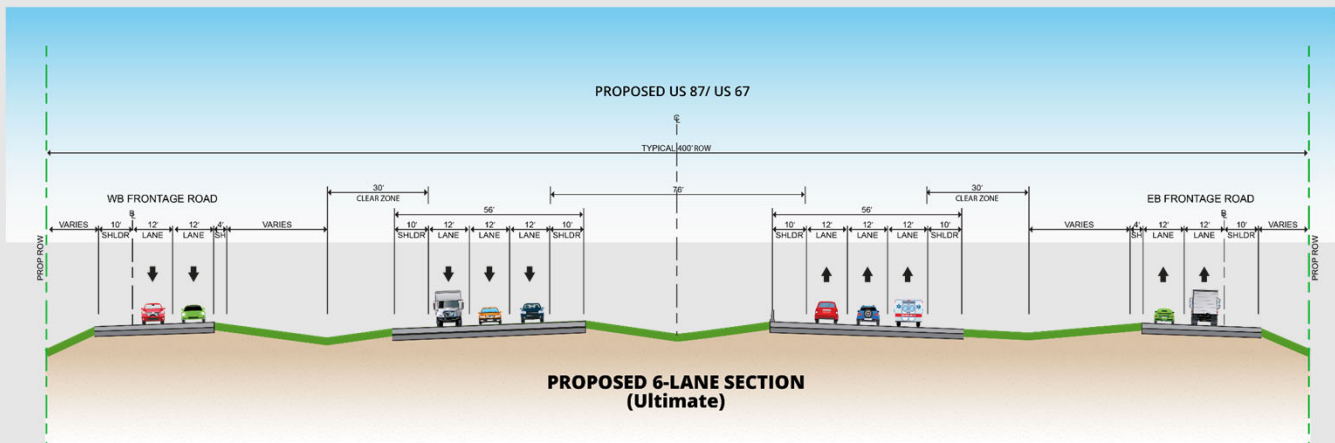 PROPOSED US 87/ US 67
℄
TYPICAL 400' ROW
30'
CLEAR ZONE
76'
30'
CLEAR ZONE
WB FRONTAGE ROAD
EB FRONTAGE ROAD
56'
56'
VARIES
10'
SHLDR
12'
LANE
12'
LANE
4'
SH
VARIES
10'
SHLDR
12'
LANE
12'
LANE
12'
LANE
10'
SHLDR
10'
SHLDR
12'
LANE
12'
LANE
12'
LANE
10'
SHLDR
VARIES
4'
SH
12'
LANE
12'
LANE
10'
SHLDR
VARIES
PROP ROW
PROP ROW
PROPOSED 6-LANE SECTION
(Ultimate)